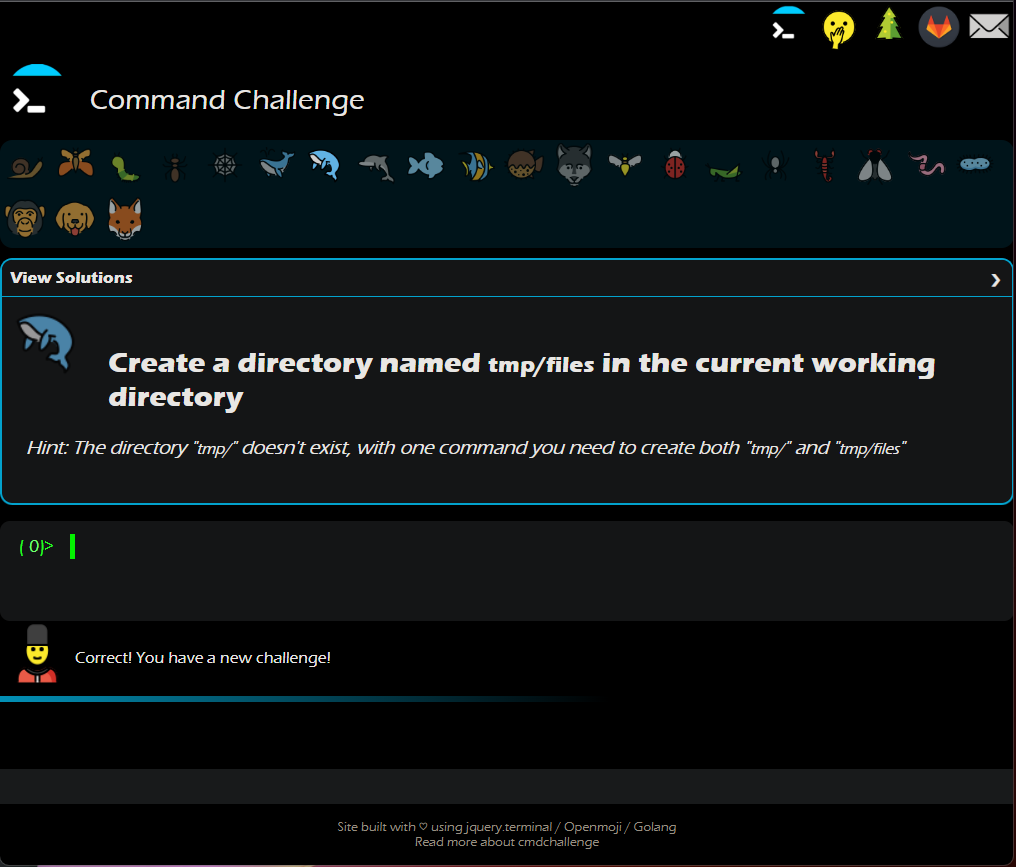 Command Challenge
View Solutions
Create a directory named tmp/files in the current working
directory
Hint: The directory "tmp/" doesn't exist, with one command you need to create both "tmp/" and "tmp/files"
( 0)>
Correct! You have a new challenge!
Site built with ♡ using jquery.terminal / Openmoji / Golang
Read more about cmdchallenge